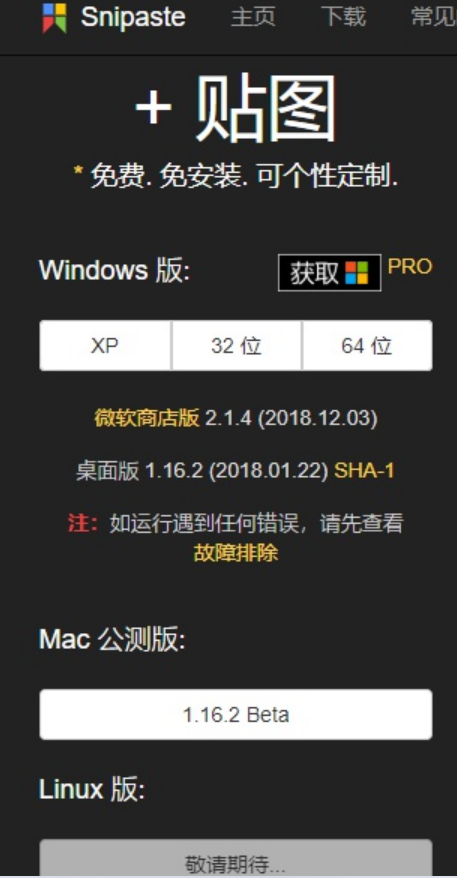 Snipaste 主页 下载 常见
+ 贴图
* 免费. 免安装. 可个性定制.
Windows 版: 获取 PRO
XP 32 位 64 位
微软商店版 2.1.4 (2018.12.03)
桌面版 1.16.2 (2018.01.22) SHA-1
注：如运行遇到任何错误，请先查看
故障排除
Mac 公测版:
1.16.2 Beta
Linux 版:
敬请期待...